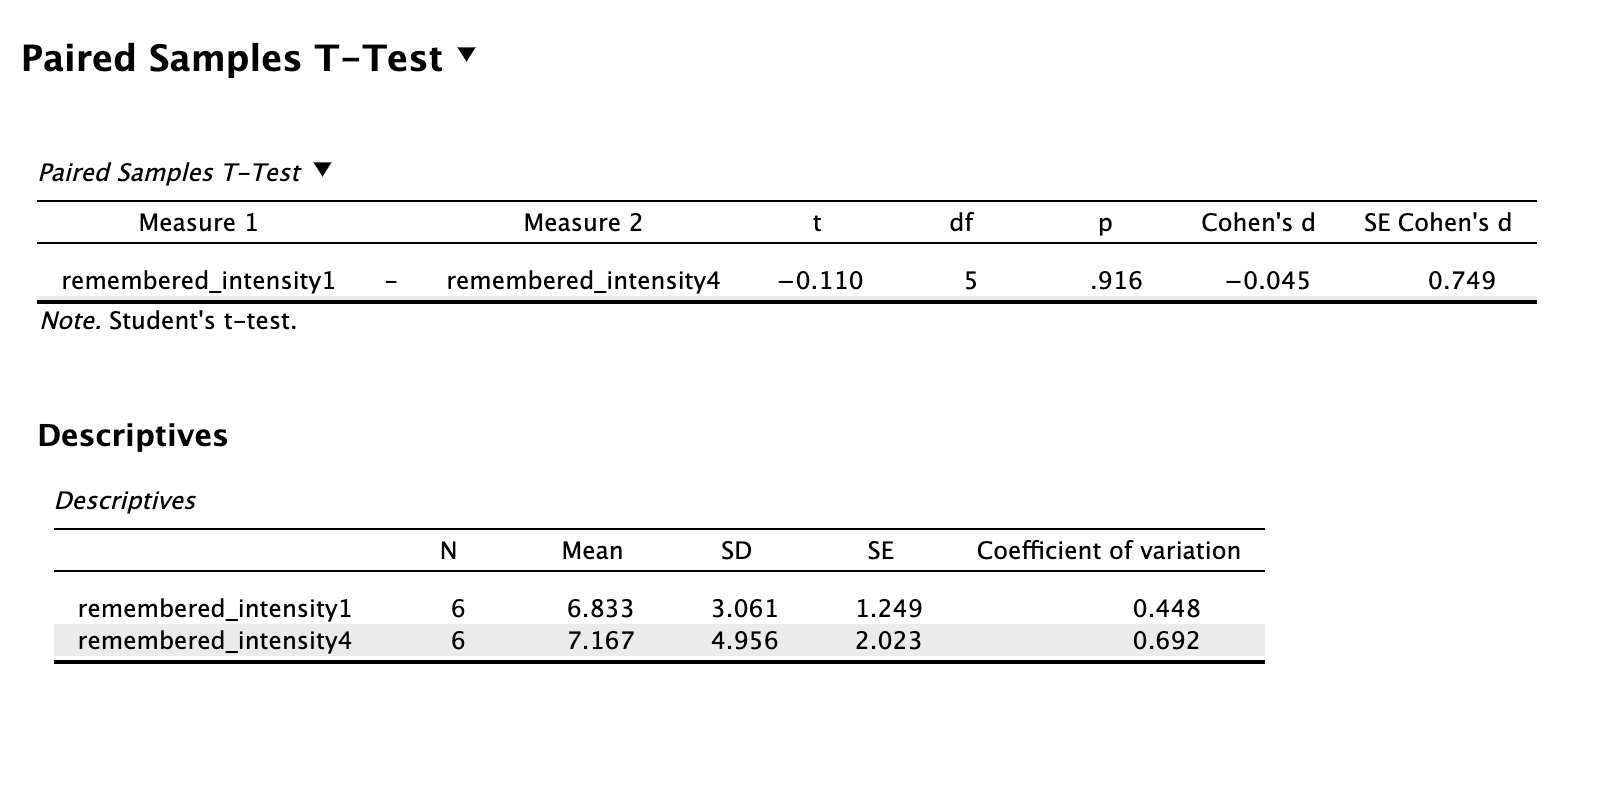 Paired Samples T-Test ▼
Paired Samples T-Test ▼
Measure 1 Measure 2 t df p Cohen's d SE Cohen's d
remembered_intensity1 - remembered_intensity4 −0.110 5 .916 −0.045 0.749
Note. Student's t-test.
Descriptives
Descriptives
N Mean SD SE Coefficient of variation
remembered_intensity1 6 6.833 3.061 1.249 0.448
remembered_intensity4 6 7.167 4.956 2.023 0.692